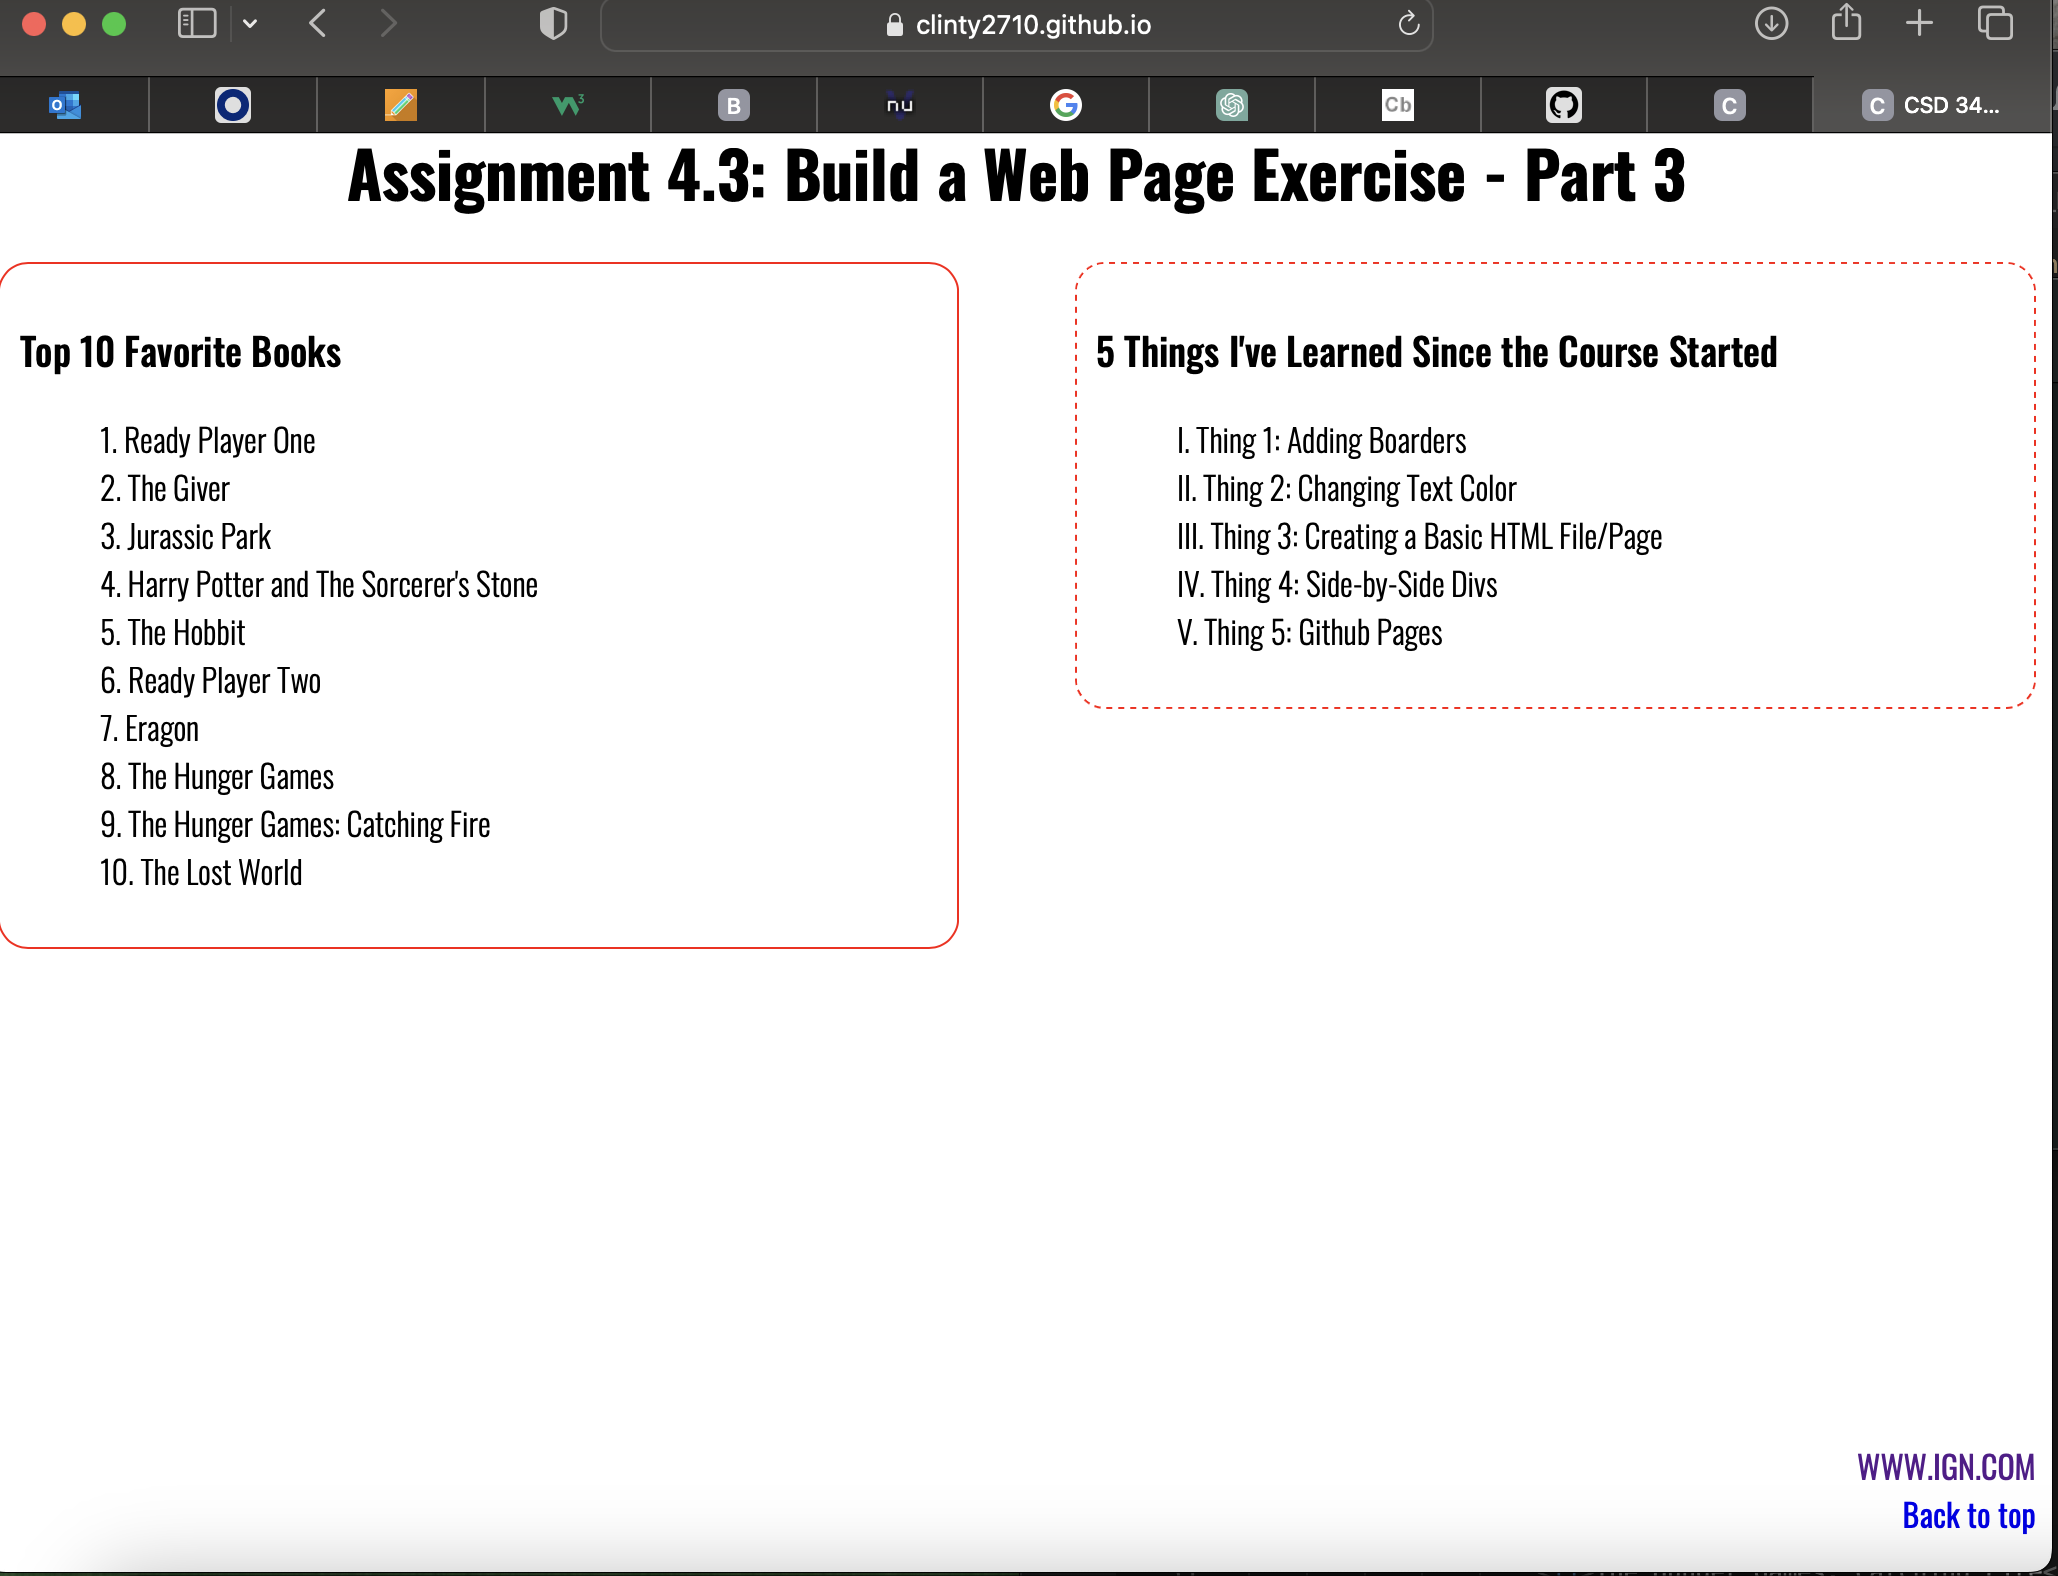 clinty2710.github.io
W3
B
nu
Cb
C
C CSD 34...
Assignment 4.3: Build a Web Page Exercise - Part 3
Top 10 Favorite Books
1. Ready Player One
2. The Giver
3. Jurassic Park
4. Harry Potter and The Sorcerer's Stone
5. The Hobbit
6. Ready Player Two
7. Eragon
8. The Hunger Games
9. The Hunger Games: Catching Fire
10. The Lost World
5 Things I've Learned Since the Course Started
I. Thing 1: Adding Boarders
II. Thing 2: Changing Text Color
III. Thing 3: Creating a Basic HTML File/Page
IV. Thing 4: Side-by-Side Divs
V. Thing 5: Github Pages
WWW.IGN.COM
Back to top